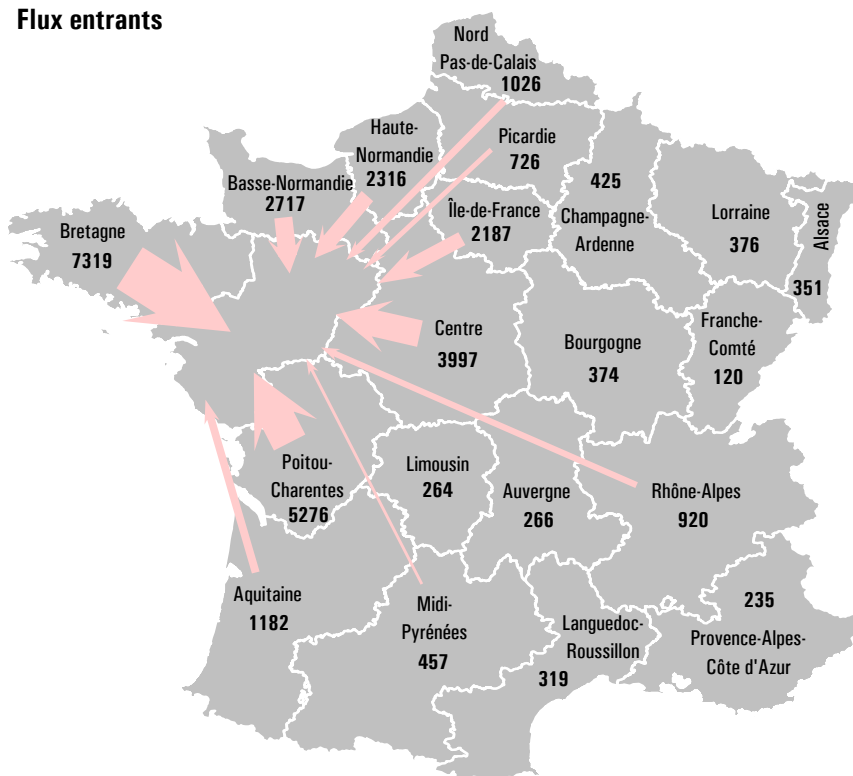 Flux entrants
Nord
Pas-de-Calais
1026
Haute-
Normandie
2316
Picardie
726
Basse-Normandie
2717
Île-de-France
2187
425
Champagne-
Ardenne
Lorraine
376
Alsace
351
Bretagne
7319
Centre
3997
Bourgogne
374
Franche-
Comté
120
Poitou-
Charentes
5276
Limousin
264
Auvergne
266
Rhône-Alpes
920
Aquitaine
1182
Midi-
Pyrénées
457
Languedoc-
Roussillon
319
235
Provence-Alpes-
Côte d'Azur